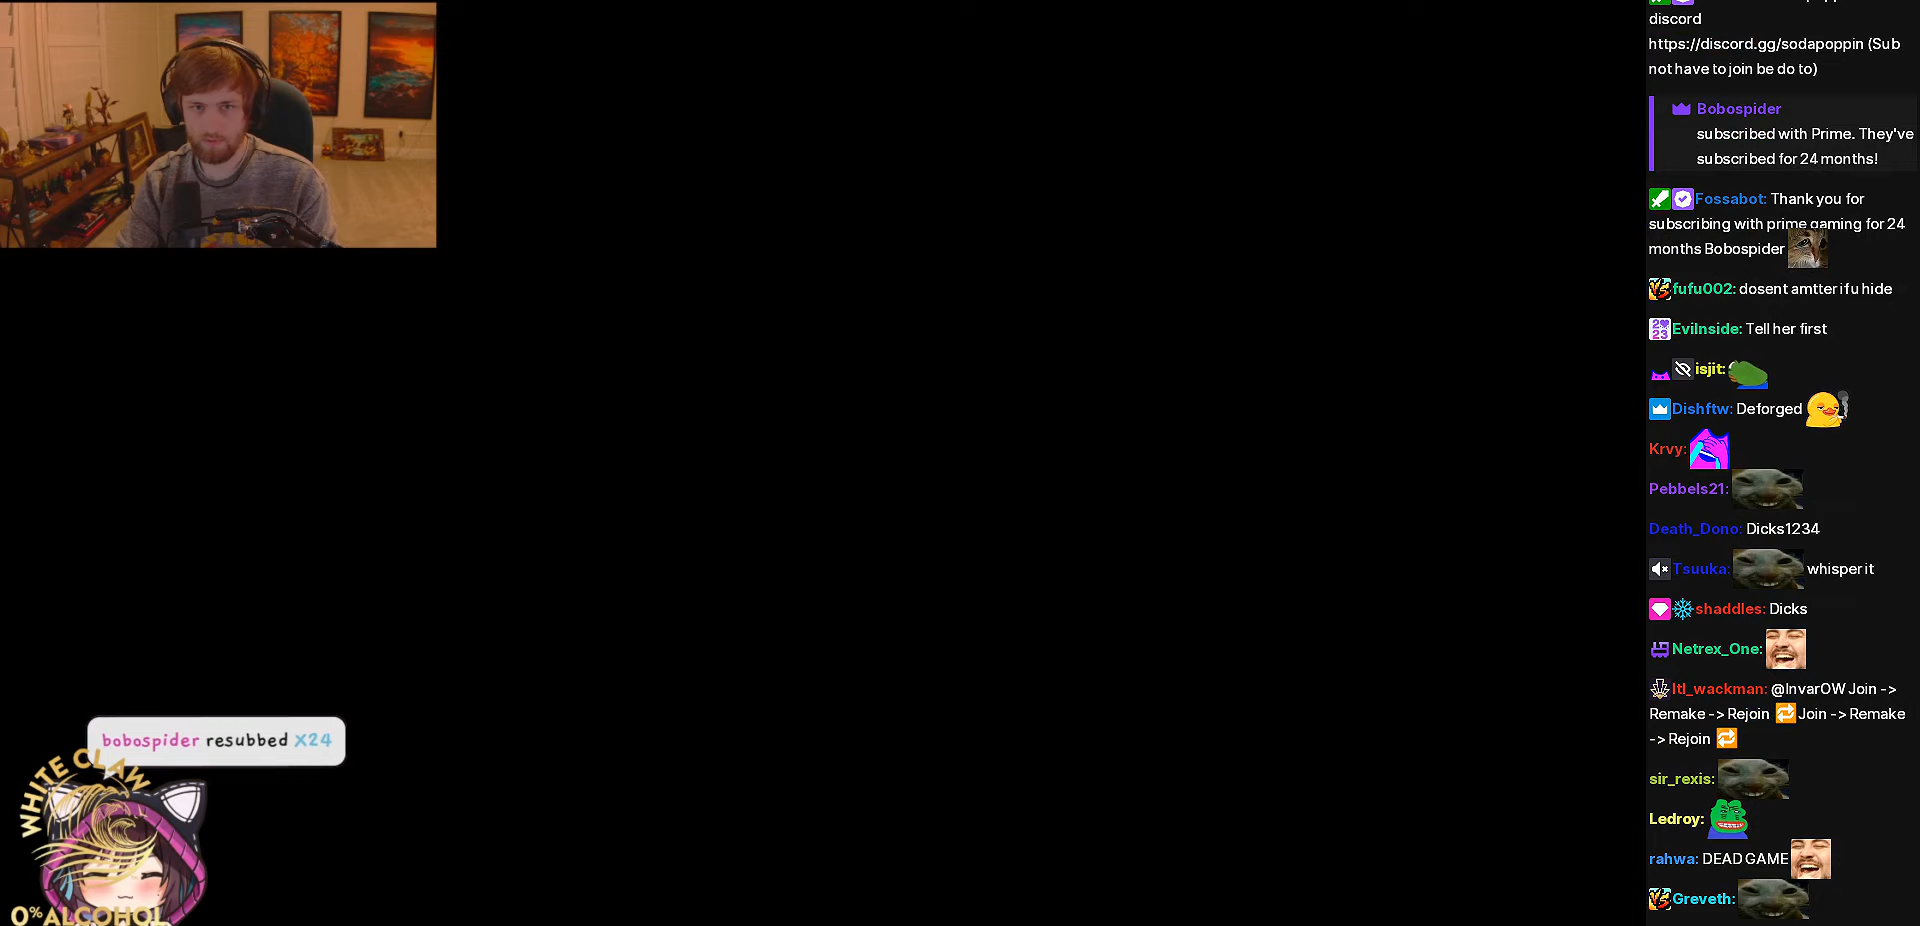 discord
https://discord.gg/sodapoppin (Sub
not have to join be do to)
Bobospider
subscribed with Prime. They've
subscribed for 24 months!
Fossabot: Thank you for
subscribing with prime gaming for 24
months Bobospider
fufu002: dosent amtter if u hide
EvilInside: Tell her first
isjit:
Dishftw: Deforged
Krvy:
Pebbels21:
Death_Dono: Dicks1234
Tsuuka: whisper it
shaddles: Dicks
Netrex_One:
ltl_wackman: @InvarOW Join ->
Remake -> Rejoin Join -> Remake
-> Rejoin
sir_rexis:
Ledroy:
rahwa: DEAD GAME
Greveth:
bobospider resubbed X24
WHITE CLAW
0% ALCOHOL